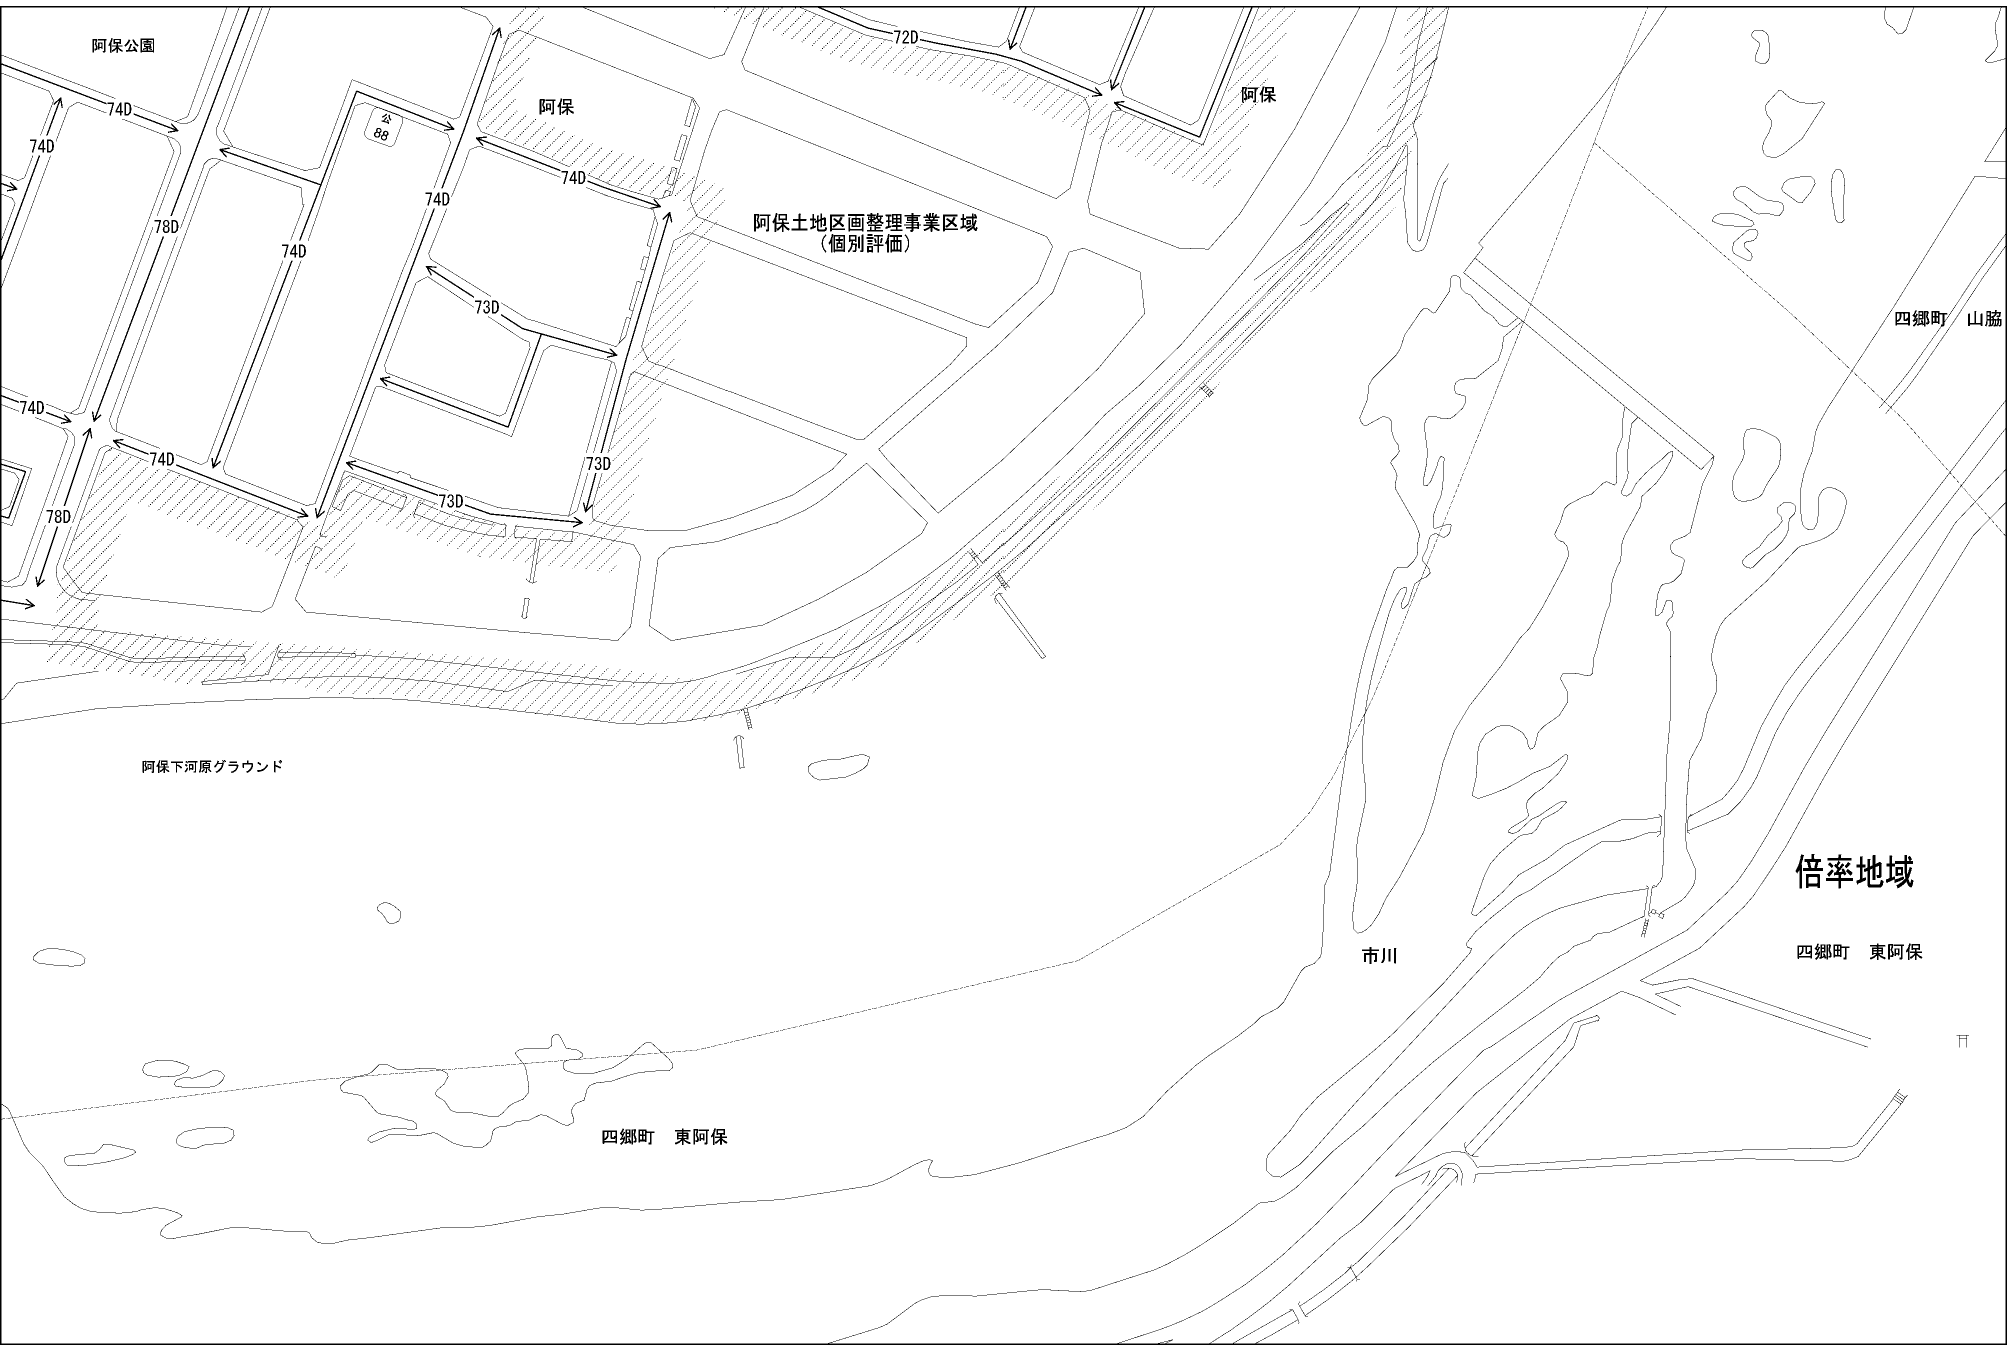 72D
阿保公園
阿保
阿保
74D
公
88
74D
74D
74D
78D
74D
阿保土地区画整理事業区域
(個別評価)
73D
四郷町　山脇
74D
74D
73D
73D
78D
阿保下河原グラウンド
倍率地域
市川
四郷町　東阿保
四郷町　東阿保